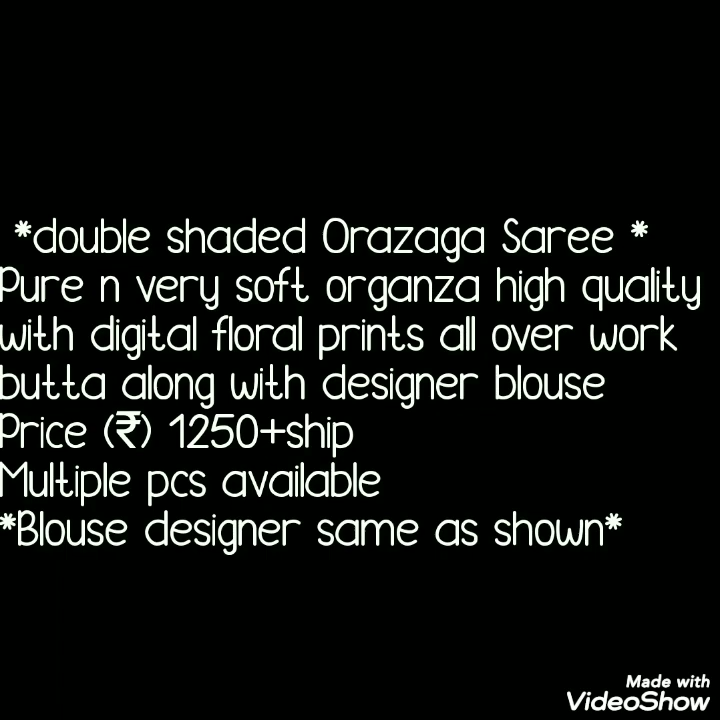 *double shaded Orazaga Saree *
Pure n very soft organza high quality
with digital floral prints all over work
butta along with designer blouse
Price (₹) 1250+ship
Multiple pcs available
*Blouse designer same as shown*
Made with
VideoShow